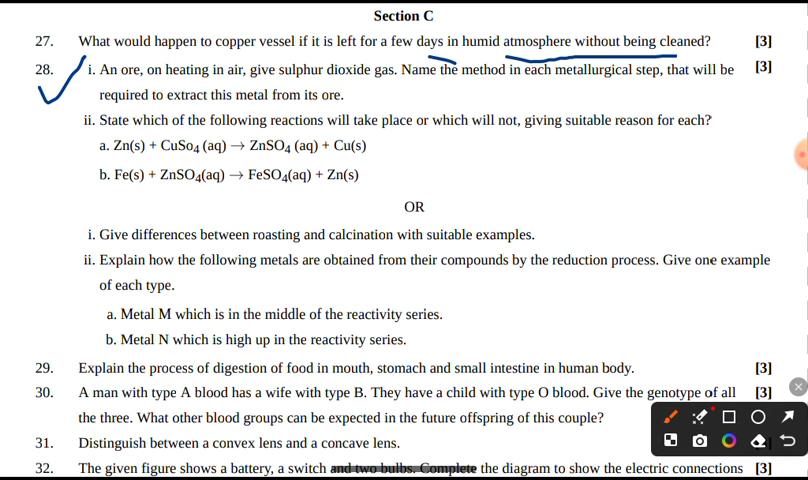 Section C
27. What would happen to copper vessel if it is left for a few days in humid atmosphere without being cleaned? [3]
28. i. An ore, on heating in air, give sulphur dioxide gas. Name the method in each metallurgical step, that will be [3]
required to extract this metal from its ore.
ii. State which of the following reactions will take place or which will not, giving suitable reason for each?
a. Zn(s) + CuSo₄ (aq) → ZnSO₄ (aq) + Cu(s)
b. Fe(s) + ZnSO₄(aq) → FeSO₄(aq) + Zn(s)
OR
i. Give differences between roasting and calcination with suitable examples.
ii. Explain how the following metals are obtained from their compounds by the reduction process. Give one example
of each type.
a. Metal M which is in the middle of the reactivity series.
b. Metal N which is high up in the reactivity series.
29. Explain the process of digestion of food in mouth, stomach and small intestine in human body. [3]
30. A man with type A blood has a wife with type B. They have a child with type O blood. Give the genotype of all [3]
the three. What other blood groups can be expected in the future offspring of this couple?
31. Distinguish between a convex lens and a concave lens.
32. The given figure shows a battery, a switch and two bulbs. Complete the diagram to show the electric connections [3]